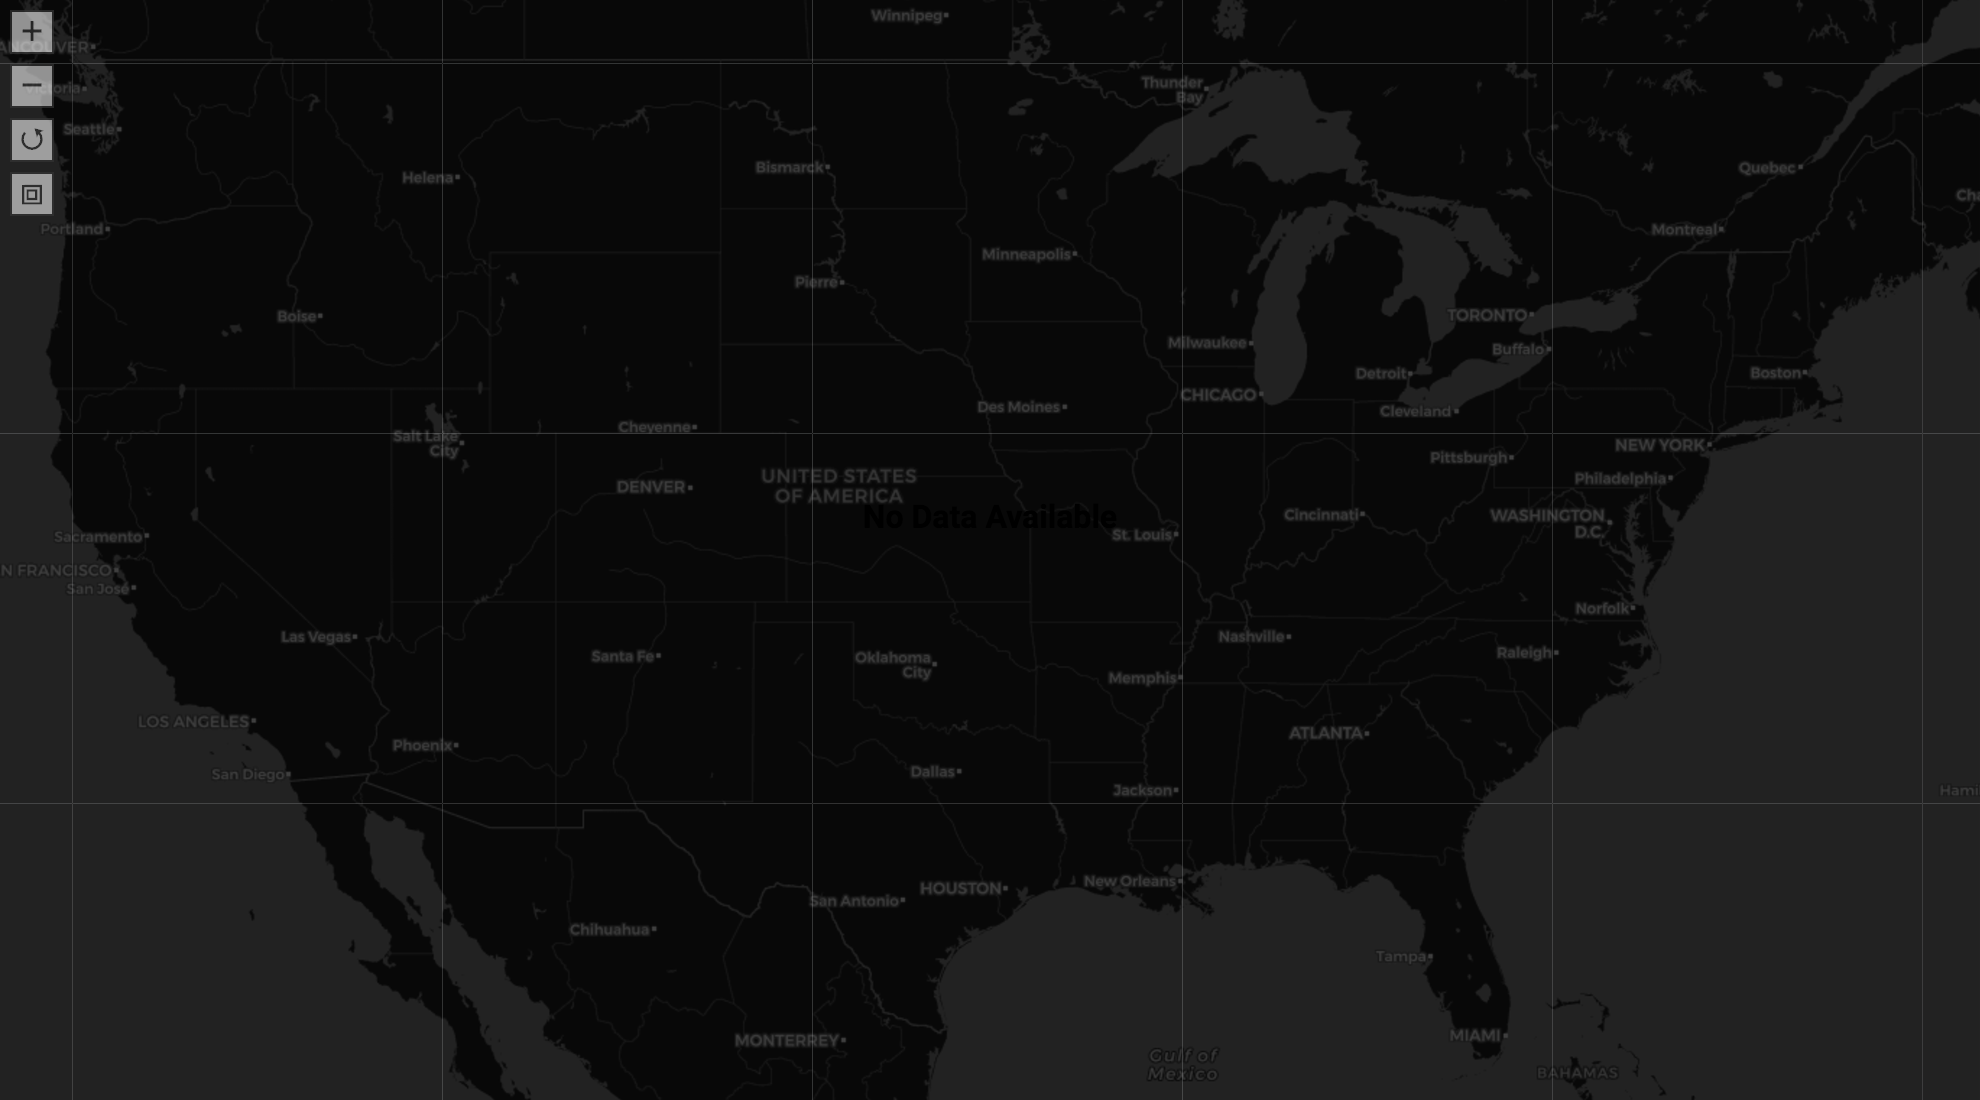 Winnipeg
ANCOUVER
Thunder
Bay
Victoria
Seattle
Bismarck
Quebec
Helena
Cha
Portland
Montreal
Minneapolis
Pierre
Boise
TORONTO
Milwaukee
Buffalo
Detroit
Boston
CHICAGO
Des Moines
Cleveland
Cheyenne
Salt Lake
City
NEW YORK
Pittsburgh
UNITED STATES
OF AMERICA
Philadelphia
DENVER
No Data Available
Cincinnati
WASHINGTON
D.C.
St. Louis
Sacramento
N FRANCISCO
San José
Norfolk
Las Vegas
Nashville
Santa Fe
Oklahoma
City
Raleigh
Memphis
LOS ANGELES
ATLANTA
Phoenix
San Diego
Dallas
Jackson
Hami
New Orleans
HOUSTON
San Antonio
Chihuahua
Tampa
MIAMI
MONTERREY
Gulf of
Mexico
BAHAMAS